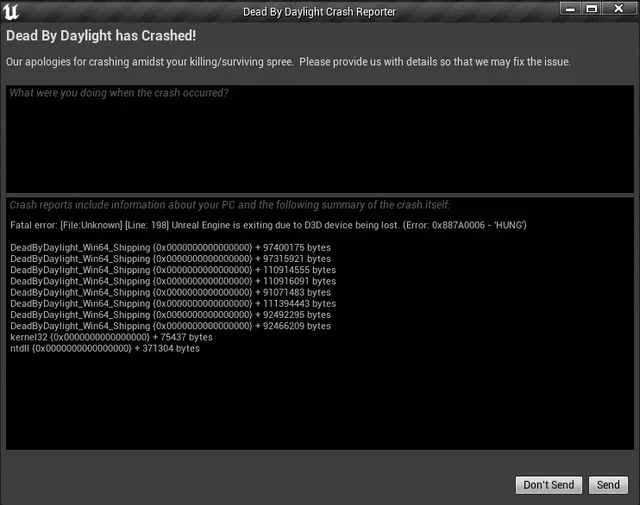 Dead By Daylight Crash Reporter
Dead By Daylight has Crashed!
Our apologies for crashing amidst your killing/surviving spree.  Please provide us with details so that we may fix the issue.
What were you doing when the crash occurred?
Crash reports include information about your PC and the following summary of the crash itself:
Fatal error: [File:Unknown] [Line: 198] Unreal Engine is exiting due to D3D device being lost. (Error: 0x887A0006 - 'HUNG')
DeadByDaylight_Win64_Shipping {0x0000000000000000} + 97400175 bytes
DeadByDaylight_Win64_Shipping {0x0000000000000000} + 97315921 bytes
DeadByDaylight_Win64_Shipping {0x0000000000000000} + 110914555 bytes
DeadByDaylight_Win64_Shipping {0x0000000000000000} + 110916091 bytes
DeadByDaylight_Win64_Shipping {0x0000000000000000} + 91071483 bytes
DeadByDaylight_Win64_Shipping {0x0000000000000000} + 111394443 bytes
DeadByDaylight_Win64_Shipping {0x0000000000000000} + 92492295 bytes
DeadByDaylight_Win64_Shipping {0x0000000000000000} + 92466209 bytes
kernel32 {0x0000000000000000} + 75437 bytes
ntdll {0x0000000000000000} + 371304 bytes
Don't Send Send